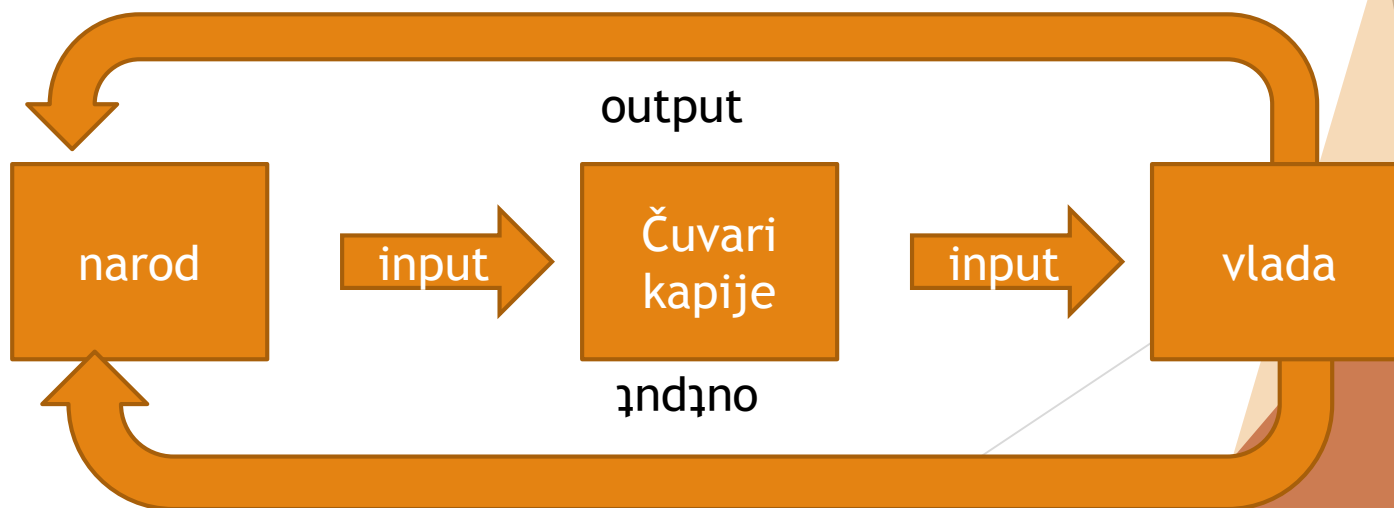 output
narod
input
Čuvari
kapije
input
vlada
output